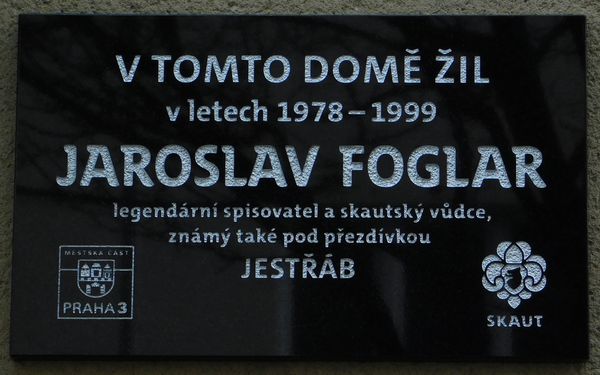 V TOMTO DOMĚ ŽIL
v letech 1978 – 1999
JAROSLAV FOGLAR
legendární spisovatel a skautský vůdce,
známý také pod přezdívkou
JESTŘÁB
MĚSTSKÁ ČÁST
PRAHA 3
SKAUT